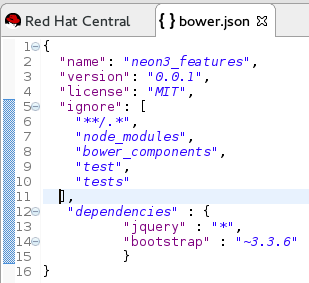 Red Hat Central bower.json
1 {
2 "name": "neon3_features",
3 "version": "0.0.1",
4 "license": "MIT",
5 "ignore": [
6 "**/.*",
7 "node_modules",
8 "bower_components",
9 "test",
10 "tests"
11 ],
12 "dependencies" : {
13 "jquery" : "*",
14 "bootstrap" : "~3.3.6"
15 }
16 }